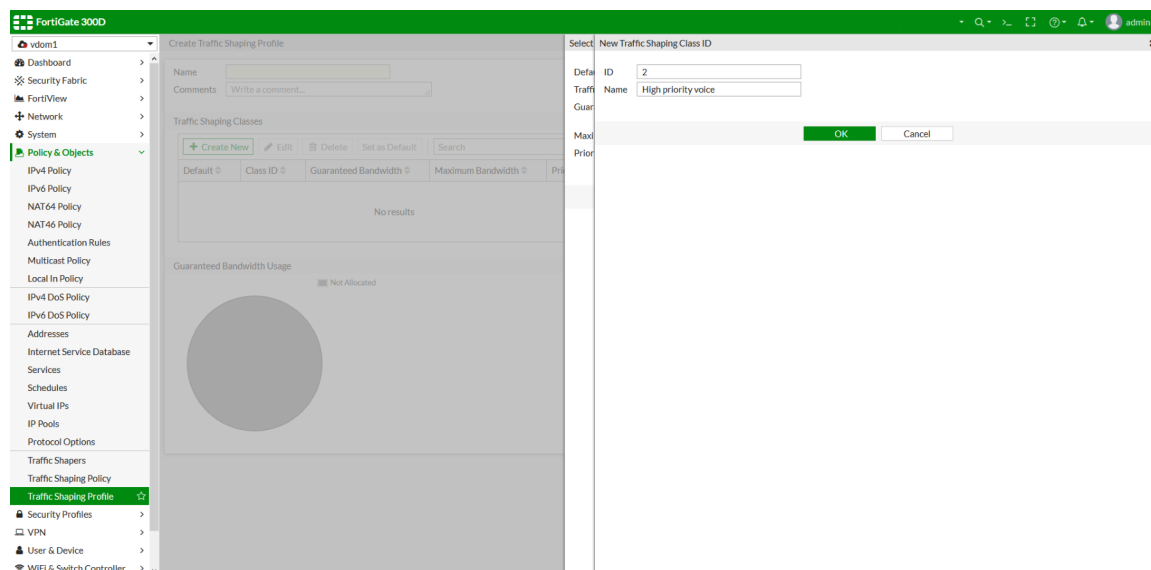 FortiGate 300D
admin
vdom1
Dashboard
Security Fabric
FortiView
Network
System
Policy & Objects
IPv4 Policy
IPv6 Policy
NAT64 Policy
NAT46 Policy
Authentication Rules
Multicast Policy
Local In Policy
IPv4 DoS Policy
IPv6 DoS Policy
Addresses
Internet Service Database
Services
Schedules
Virtual IPs
IP Pools
Protocol Options
Traffic Shapers
Traffic Shaping Policy
Traffic Shaping Profile
Security Profiles
VPN
User & Device
WiFi & Switch Controller
Create Traffic Shaping Profile
Name
Comments Write a comment...
Traffic Shaping Classes
Create New Edit Delete Set as Default Search
Default Class ID Guaranteed Bandwidth Maximum Bandwidth Pri
No results
Guaranteed Bandwidth Usage
Not Allocated
Select
Defau
Traffi
Guar
Maxi
Prior
New Traffic Shaping Class ID
ID 2
Name High priority voice
OK Cancel